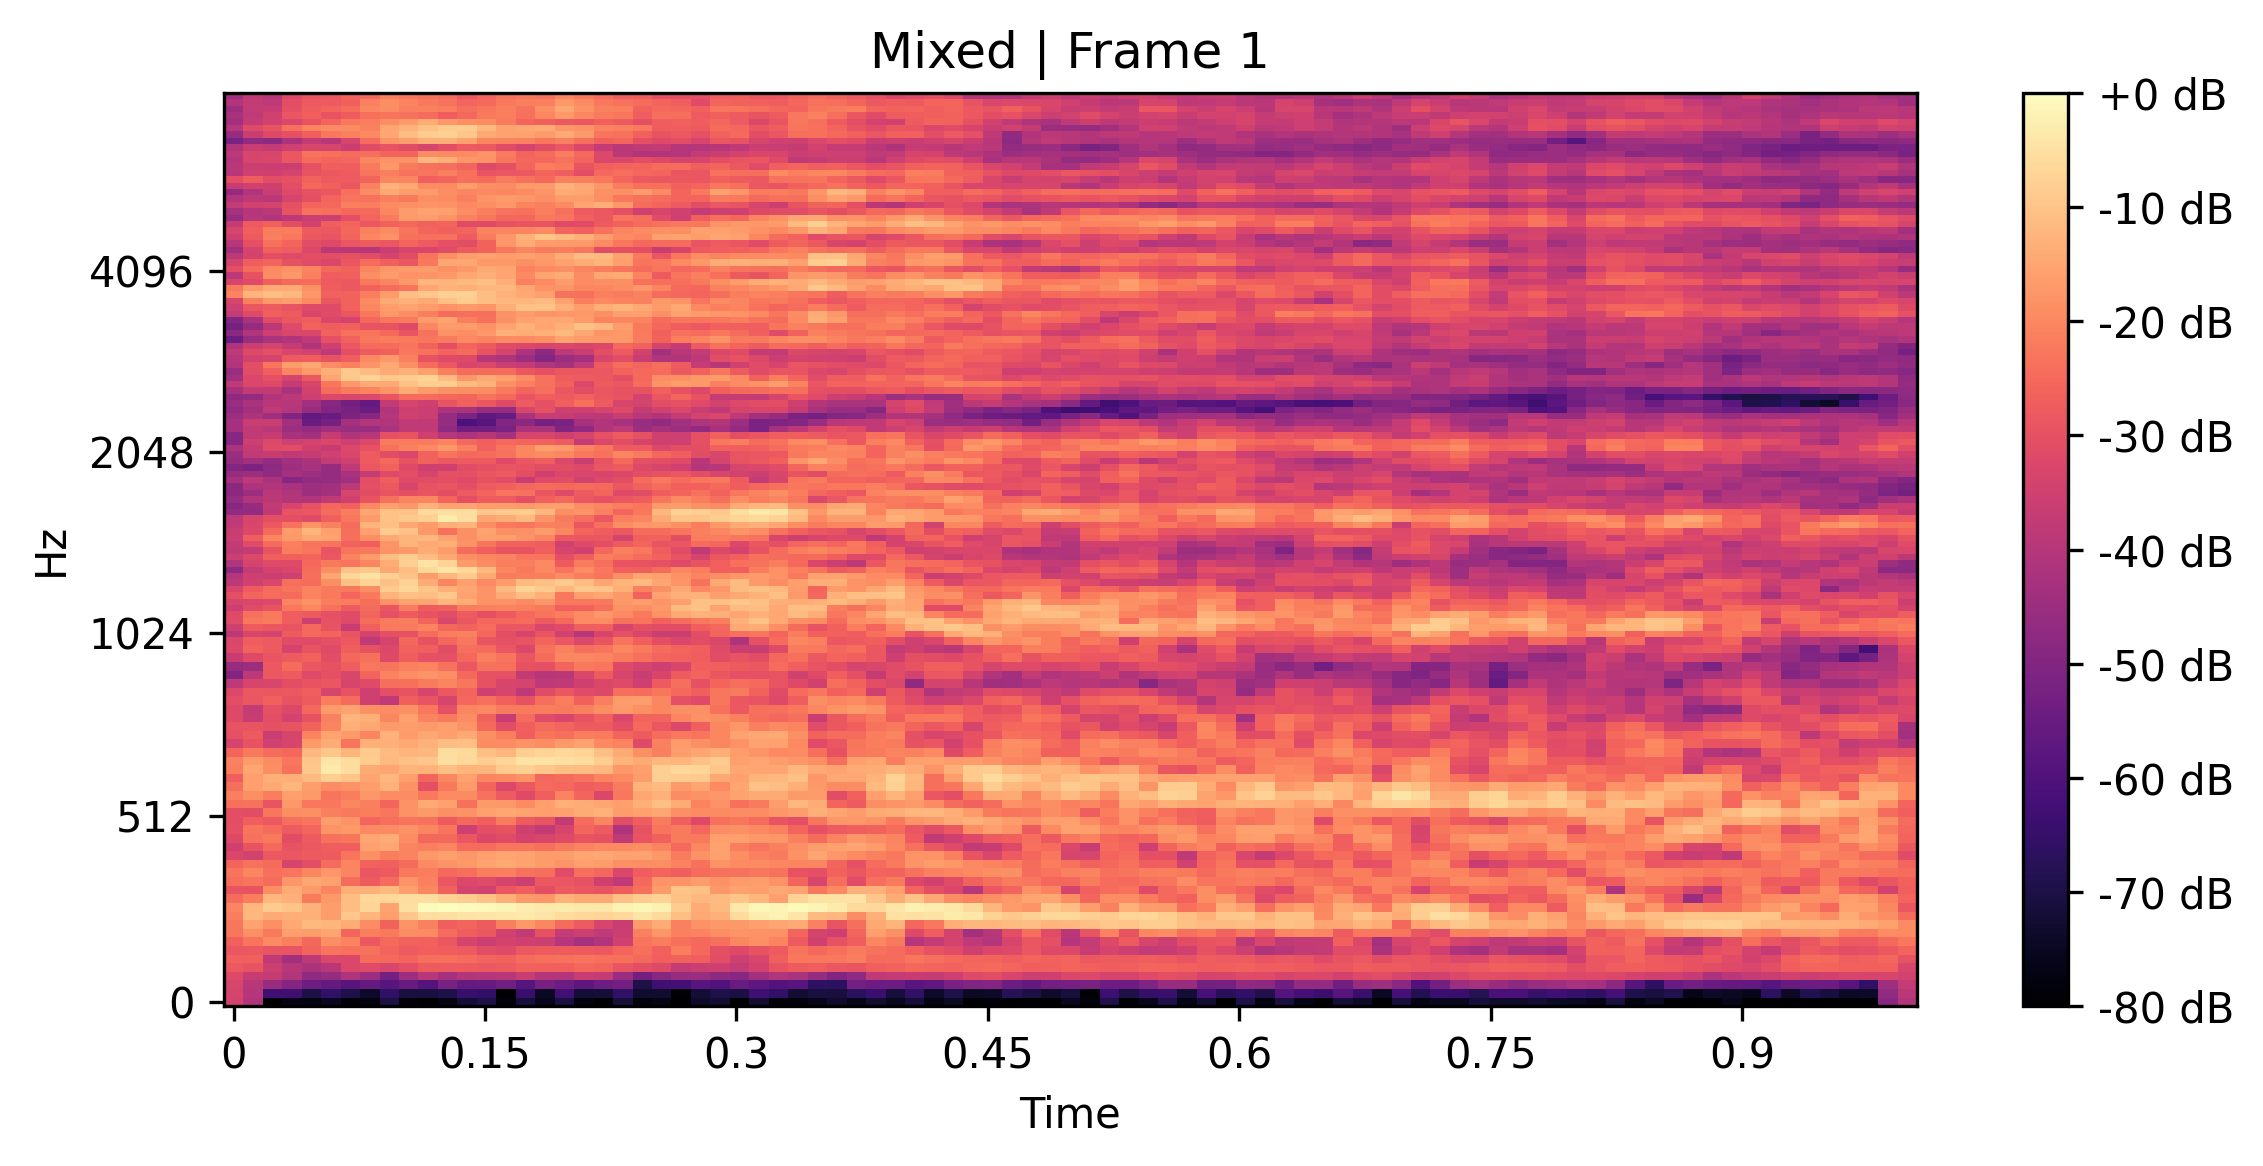 Mixed | Frame 1
+0 dB
-10 dB
-20 dB
-30 dB
-40 dB
-50 dB
-60 dB
-70 dB
-80 dB
Hz
4096
2048
1024
512
0
0 0.15 0.3 0.45 0.6 0.75 0.9
Time